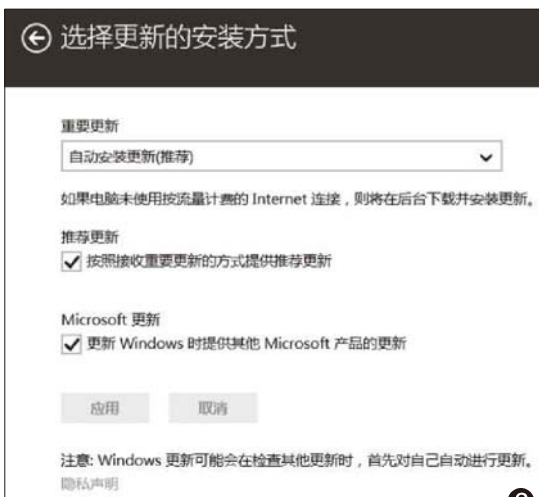 选择更新的安装方式
重要更新
自动安装更新(推荐)
如果电脑未使用按流量计费的 Internet 连接，则将在后台下载并安装更新。
推荐更新
按照接收重要更新的方式提供推荐更新
Microsoft 更新
更新 Windows 时提供其他 Microsoft 产品的更新
应用 取消
注意: Windows 更新可能会在检查其他更新时，首先对自己自动进行更新。
隐私声明